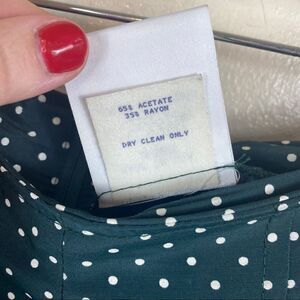 65% ACETATE
35% RAYON
DRY CLEAN ONLY